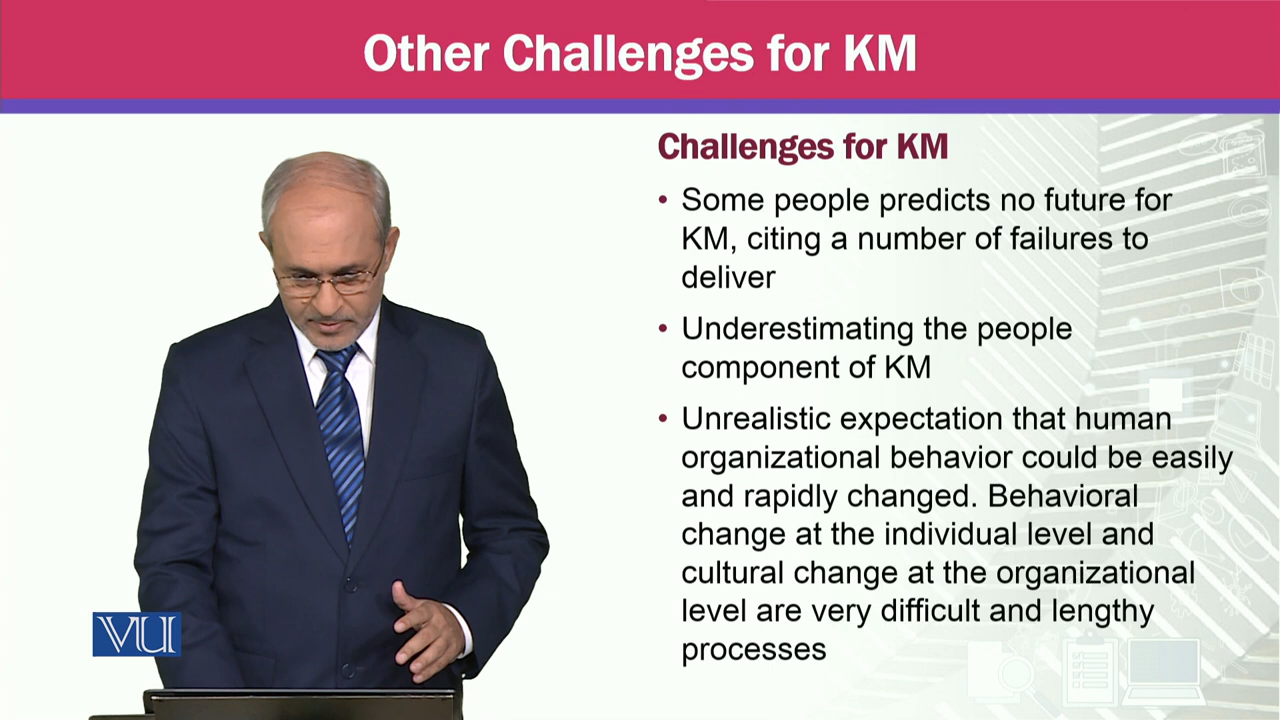 Other Challenges for KM
Challenges for KM
• Some people predicts no future for
KM, citing a number of failures to
deliver
• Underestimating the people
component of KM
• Unrealistic expectation that human
organizational behavior could be easily
and rapidly changed. Behavioral
change at the individual level and
cultural change at the organizational
level are very difficult and lengthy
processes
VU